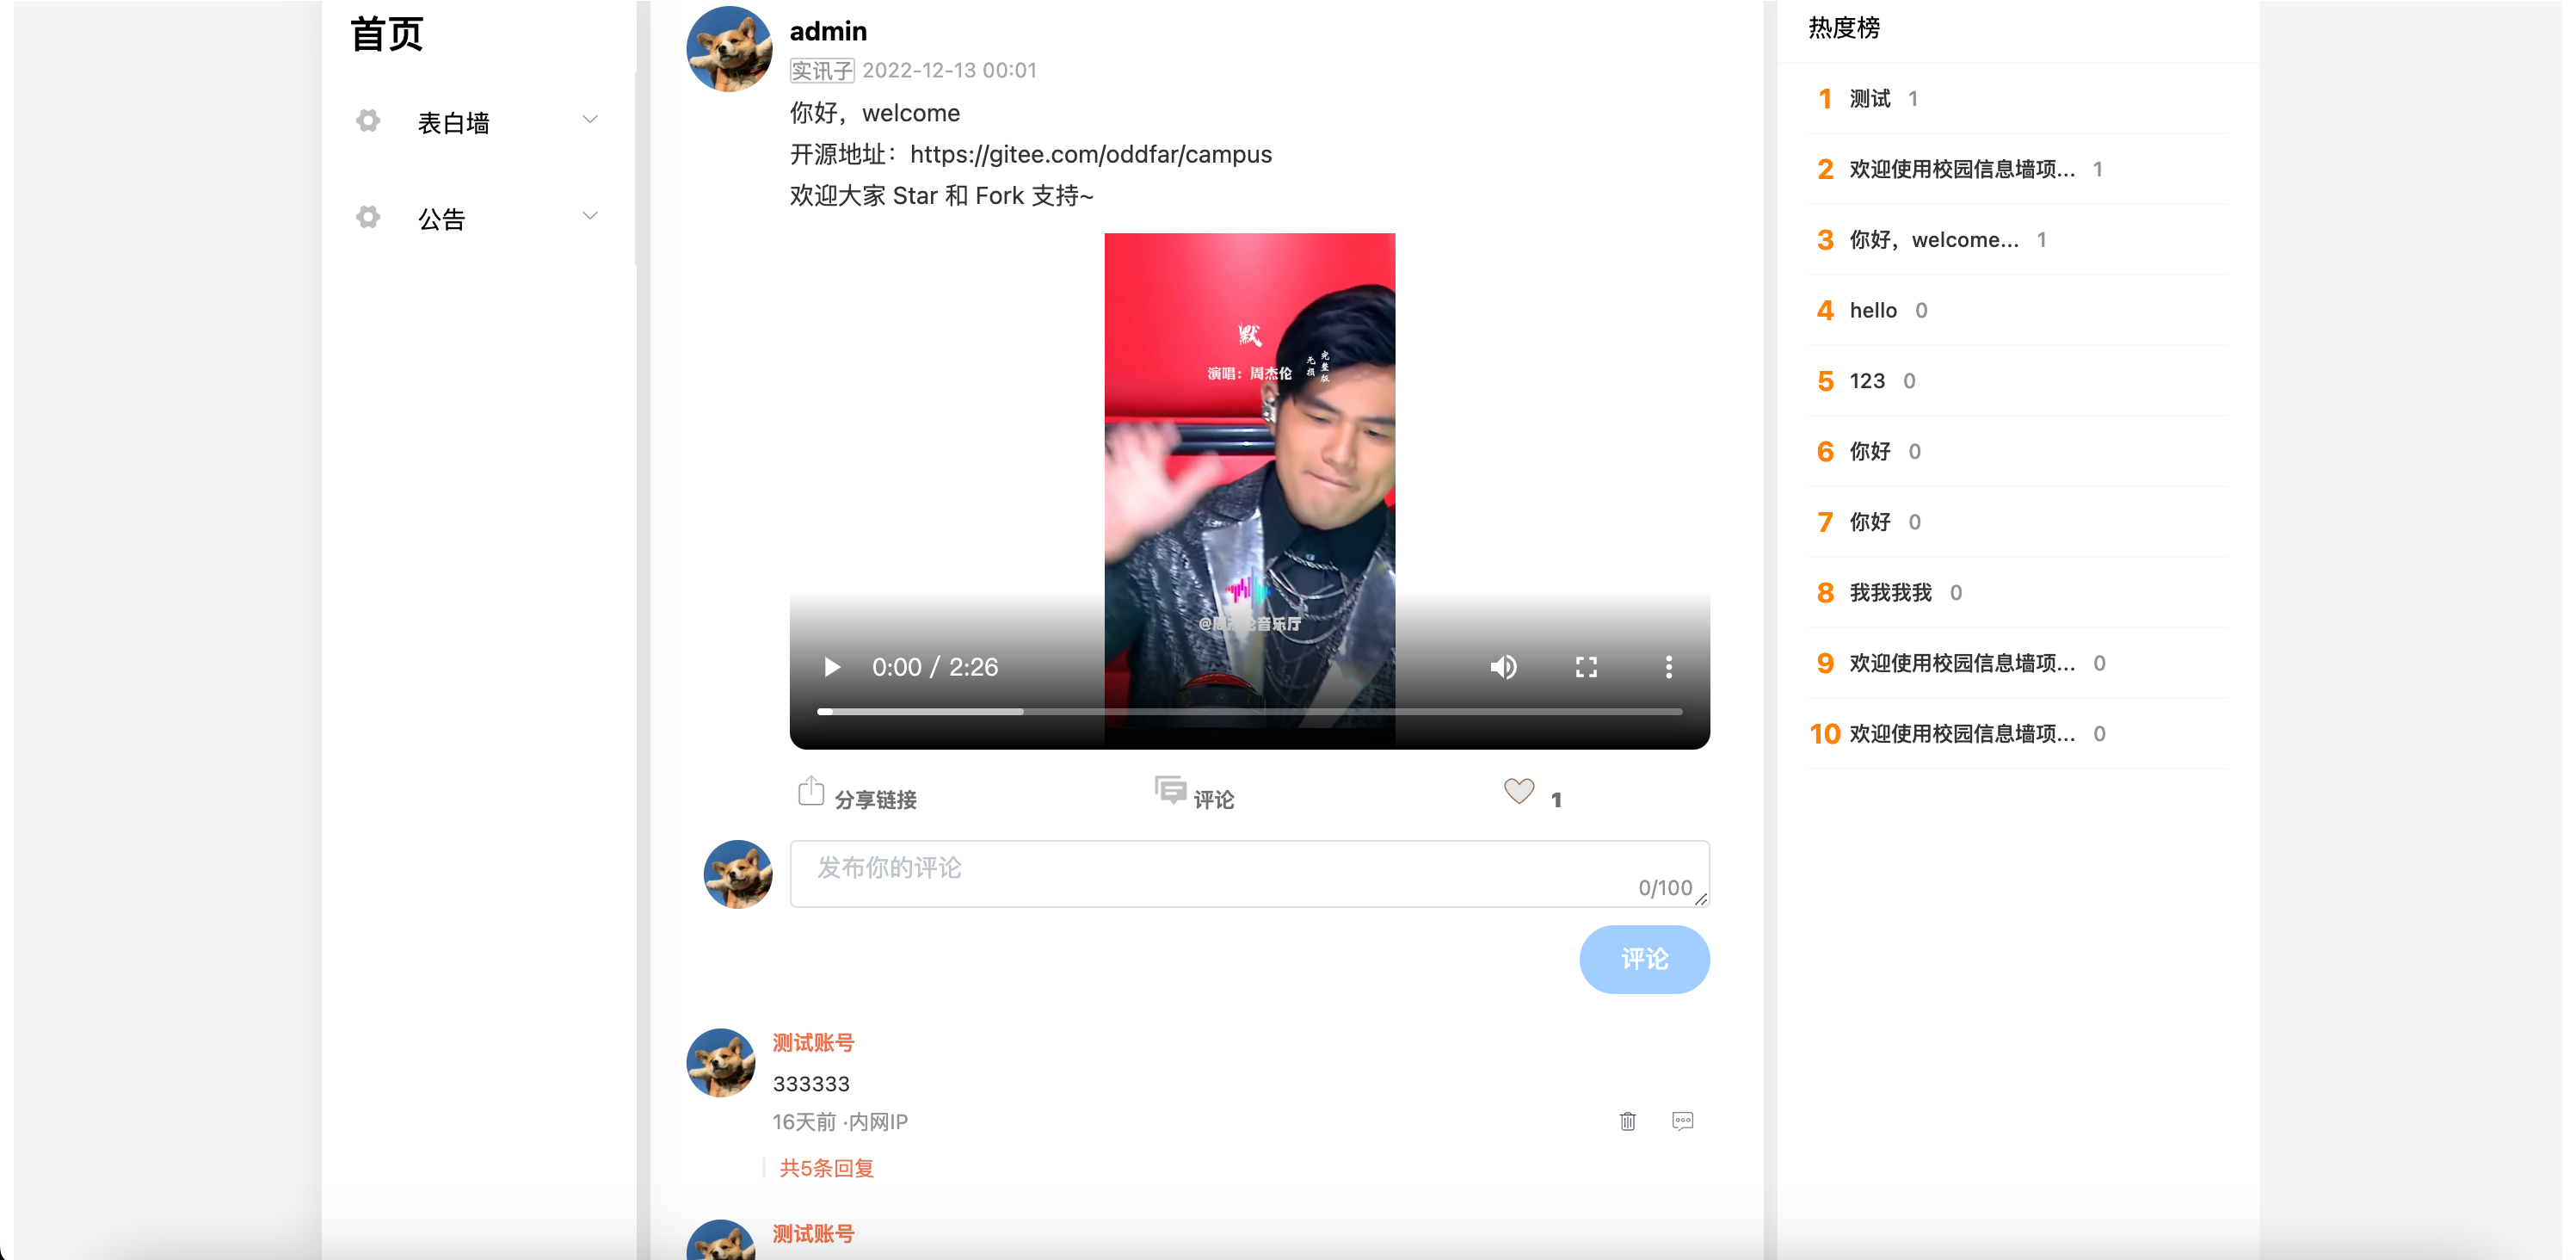 首页
表白墙
公告
admin
实讯子 2022-12-13 00:01
你好，welcome
开源地址：https://gitee.com/oddfar/campus
欢迎大家 Star 和 Fork 支持~
默
演唱：周杰伦
完整版
无损
@周杰伦音乐厅
0:00 / 2:26
分享链接
评论
1
发布你的评论
0/100
评论
测试账号
333333
16天前 ·内网IP
共5条回复
测试账号
热度榜
1 测试 1
2 欢迎使用校园信息墙项... 1
3 你好，welcome... 1
4 hello 0
5 123 0
6 你好 0
7 你好 0
8 我我我我 0
9 欢迎使用校园信息墙项... 0
10 欢迎使用校园信息墙项... 0